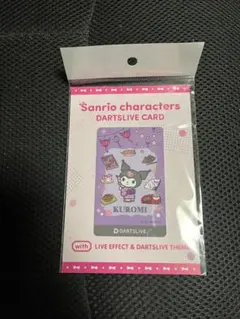 Sanrio characters
DARTSLIVE CARD
KUROMI
DARTSLIVE
with
LIVE EFFECT & DARTSLIVE THEME